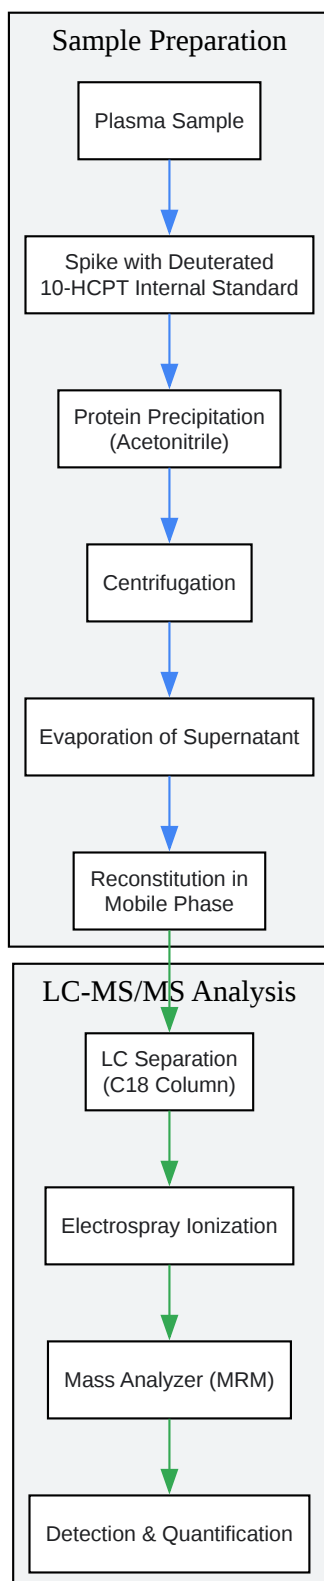 Sample Preparation
Plasma Sample
Spike with Deuterated
10-HCPT Internal Standard
Protein Precipitation
(Acetonitrile)
Centrifugation
Evaporation of Supernatant
Reconstitution in
Mobile Phase
LC-MS/MS Analysis
LC Separation
(C18 Column)
Electrospray Ionization
Mass Analyzer (MRM)
Detection & Quantification